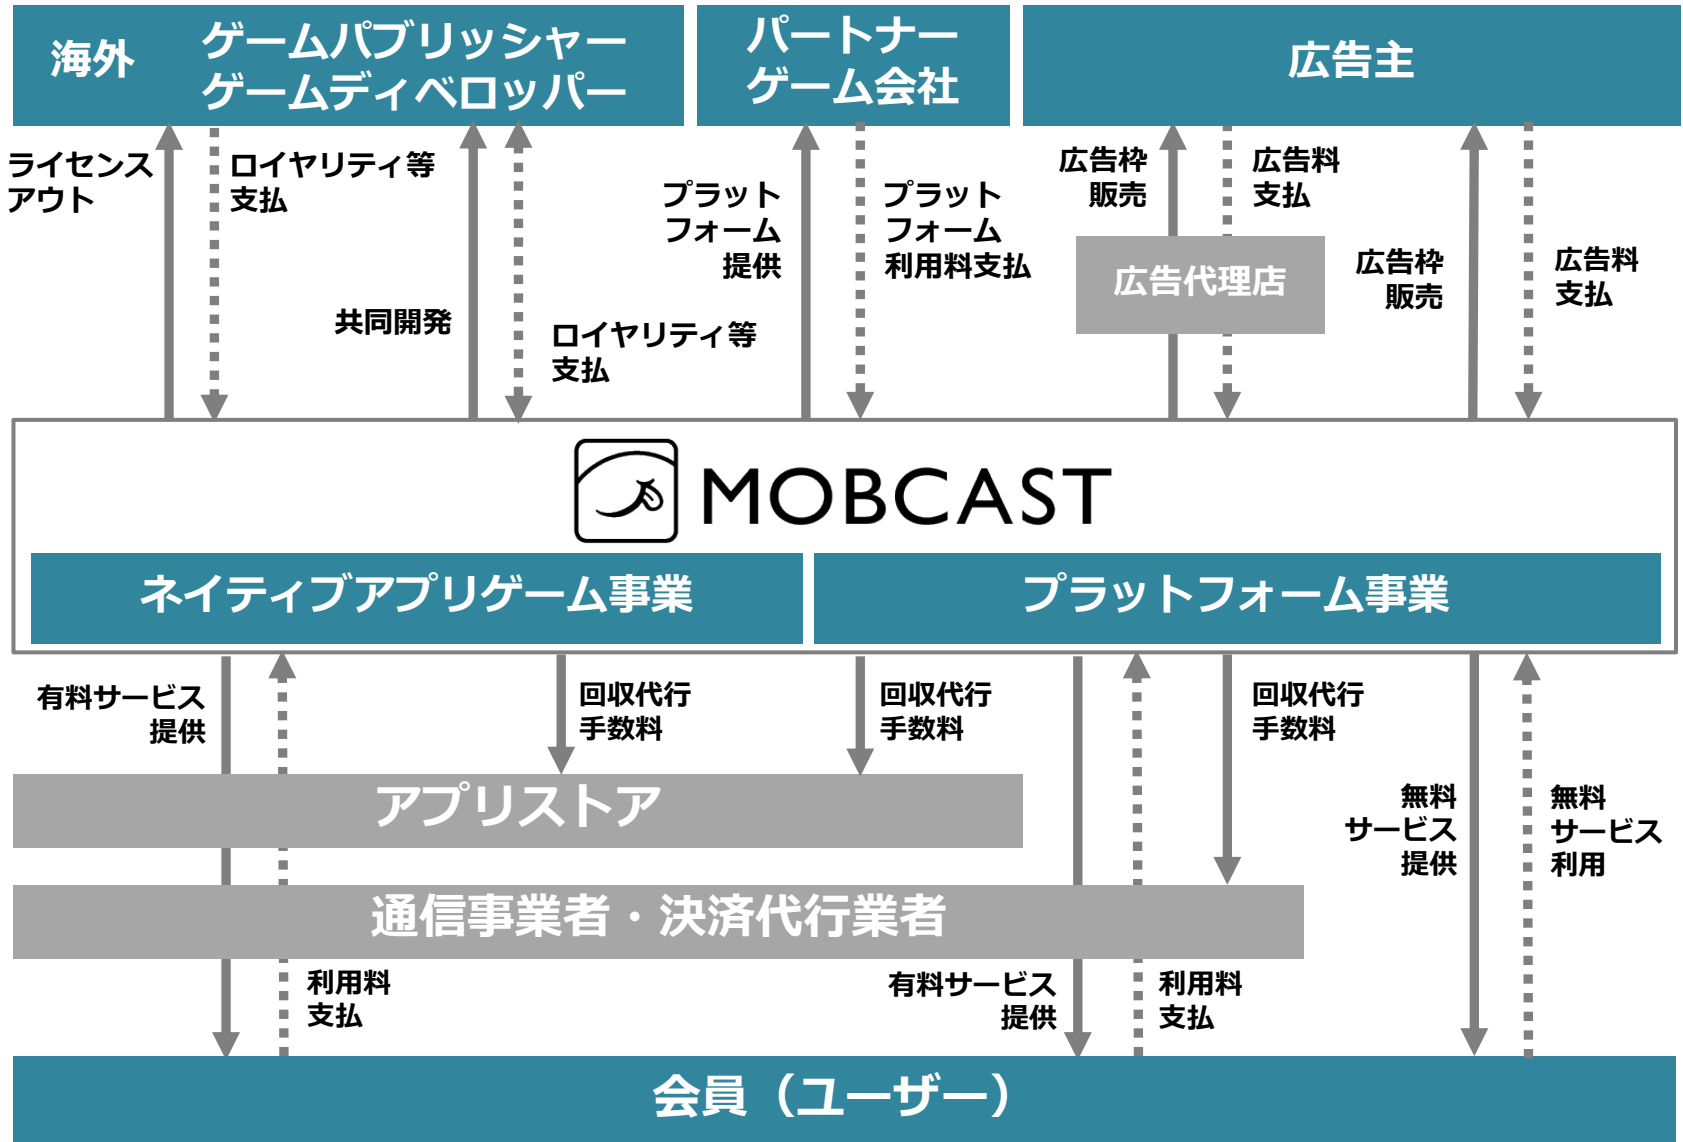 海外
ゲームパブリッシャー
ゲームディベロッパー
パートナー
ゲーム会社
広告主
ライセンス
アウト
ロイヤリティ等
支払
共同開発
ロイヤリティ等
支払
プラット
フォーム
提供
プラット
フォーム
利用料支払
広告枠
販売
広告料
支払
広告代理店
広告枠
販売
広告料
支払
MOBCAST
ネイティブアプリゲーム事業
プラットフォーム事業
有料サービス
提供
回収代行
手数料
回収代行
手数料
回収代行
手数料
アプリストア
無料
サービス
提供
無料
サービス
利用
通信事業者・決済代行業者
利用料
支払
有料サービス
提供
利用料
支払
会員（ユーザー）